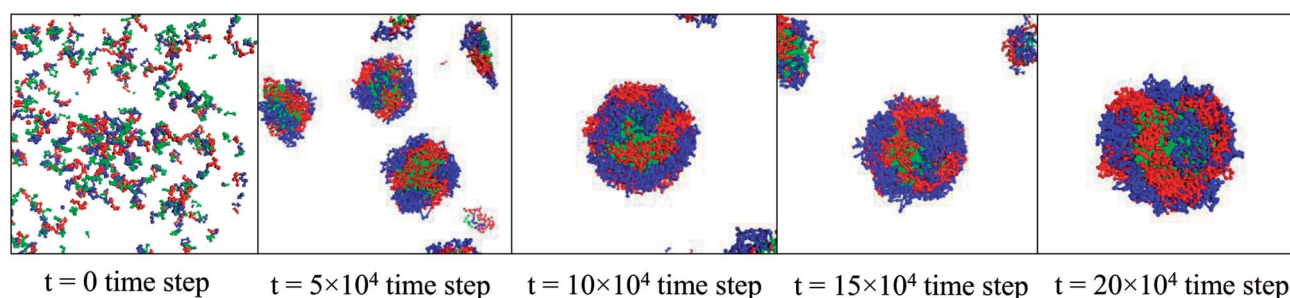 t = 0 time step
t = 5×10⁴ time step
t = 10×10⁴ time step
t = 15×10⁴ time step
t = 20×10⁴ time step